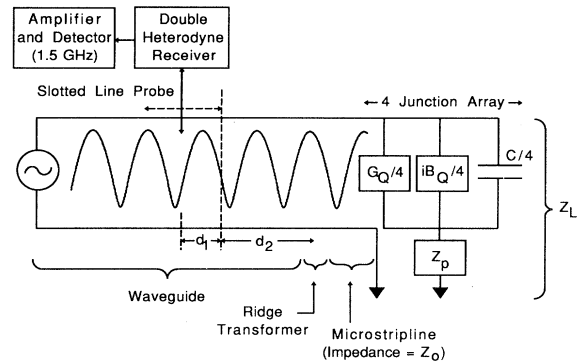 Amplifier
and Detector
(1.5 GHz)
Double
Heterodyne
Receiver
Slotted Line Probe
4 Junction Array
G_Q/4
iB_Q/4
C/4
Z_L
Z_p
d_1
d_2
Waveguide
Ridge
Transformer
Microstripline
(Impedance = Z_o)